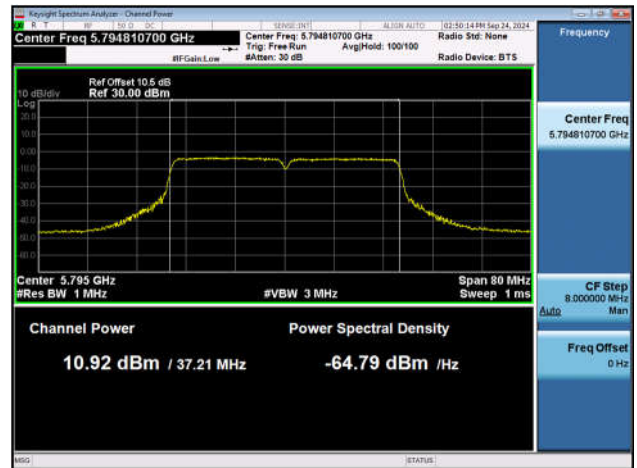 Keysight Spectrum Analyzer - Channel Power
R T RF 50 Ω DC SENSE:INT ALIGN AUTO 02:50:14 PM Sep 24, 2024
Center Freq 5.794810700 GHz
Center Freq: 5.794810700 GHz
Radio Std: None
Trig: Free Run Avg|Hold: 100/100
#IFGain:Low #Atten: 30 dB Radio Device: BTS
Frequency
Ref Offset 10.5 dB
10 dB/div Ref 30.00 dBm
Log
20.0
10.0
0.00
-10.0
-20.0
-30.0
-40.0
-50.0
-60.0
Center Freq
5.794810700 GHz
Center 5.795 GHz Span 80 MHz
#Res BW 1 MHz #VBW 3 MHz Sweep 1 ms
CF Step
8.000000 MHz
Auto Man
Channel Power Power Spectral Density
10.92 dBm / 37.21 MHz -64.79 dBm /Hz
Freq Offset
0 Hz
MSG STATUS